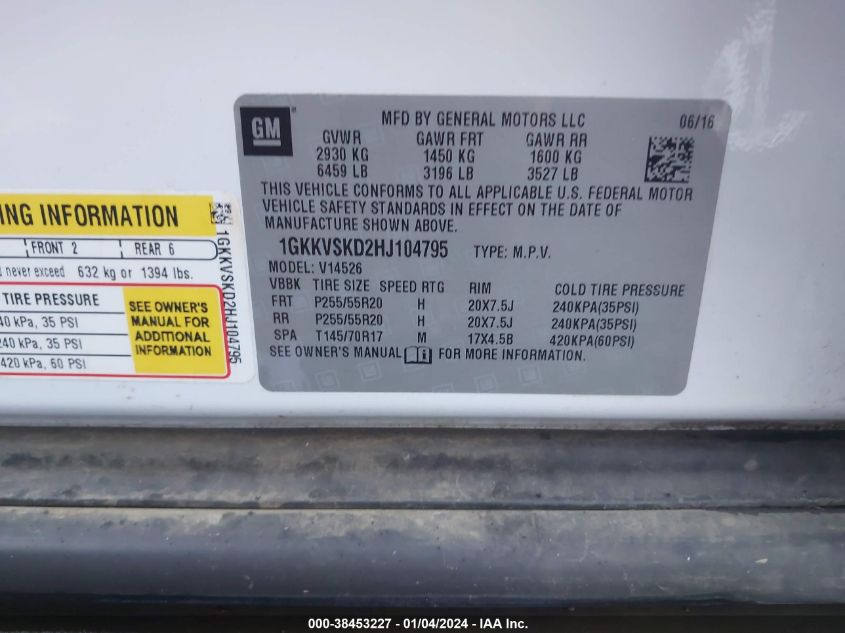 GM
MFD BY GENERAL MOTORS LLC 06/16
GVWR GAWR FRT GAWR RR
2930 KG 1450 KG 1600 KG
6459 LB 3196 LB 3527 LB
THIS VEHICLE CONFORMS TO ALL APPLICABLE U.S. FEDERAL MOTOR
VEHICLE SAFETY STANDARDS IN EFFECT ON THE DATE OF
MANUFACTURE SHOWN ABOVE.
1GKKVSKD2HJ104795 TYPE: M.P.V.
MODEL: V14526
VBBK TIRE SIZE SPEED RTG RIM COLD TIRE PRESSURE
FRT P255/55R20 H 20X7.5J 240KPA(35PSI)
RR P255/55R20 H 20X7.5J 240KPA(35PSI)
SPA T145/70R17 M 17X4.5B 420KPA(60PSI)
SEE OWNER'S MANUAL FOR MORE INFORMATION.
ING INFORMATION
FRONT 2 REAR 6
never exceed 632 kg or 1394 lbs.
TIRE PRESSURE
40 kPa, 35 PSI
240 kPa, 35 PSI
420 kPa, 60 PSI
SEE OWNER'S
MANUAL FOR
ADDITIONAL
INFORMATION
1GKKVSKD2HJ104795
000-38453227 - 01/04/2024 - IAA Inc.